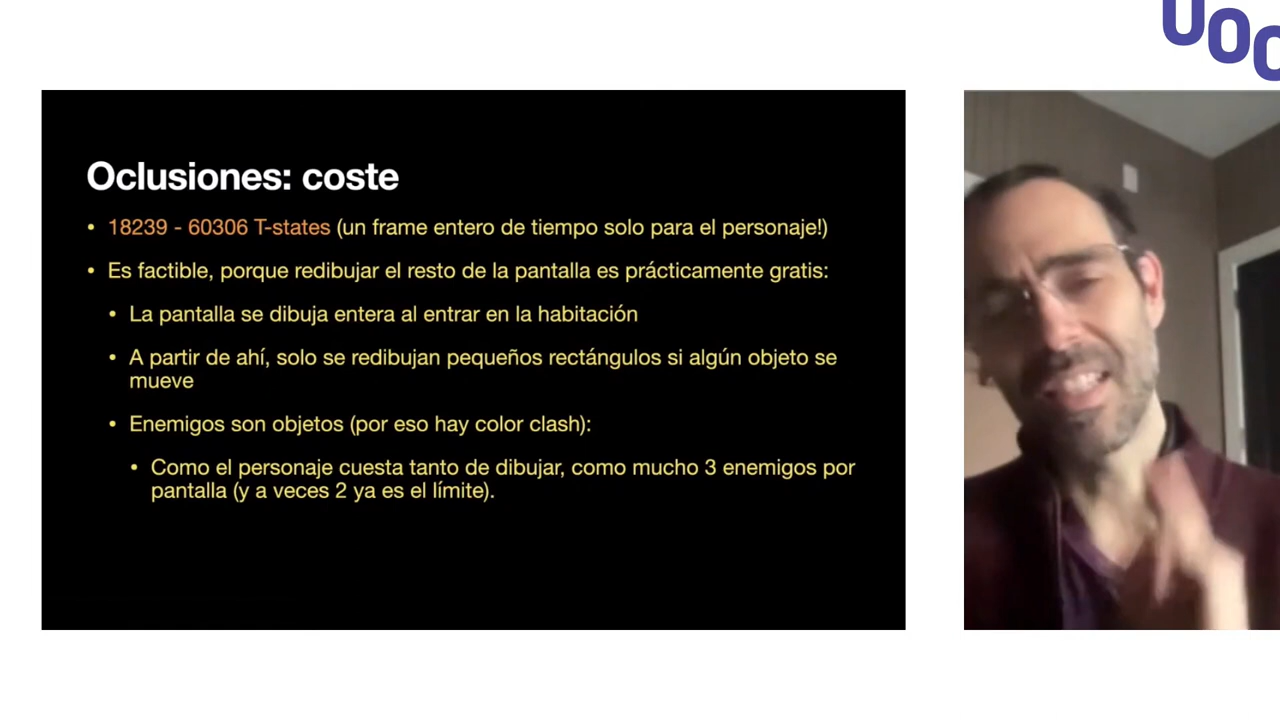 UOC
Oclusiones: coste
• 18239 - 60306 T-states (un frame entero de tiempo solo para el personaje!)
• Es factible, porque redibujar el resto de la pantalla es prácticamente gratis:
• La pantalla se dibuja entera al entrar en la habitación
• A partir de ahí, solo se redibujan pequeños rectángulos si algún objeto se
mueve
• Enemigos son objetos (por eso hay color clash):
• Como el personaje cuesta tanto de dibujar, como mucho 3 enemigos por
pantalla (y a veces 2 ya es el límite).